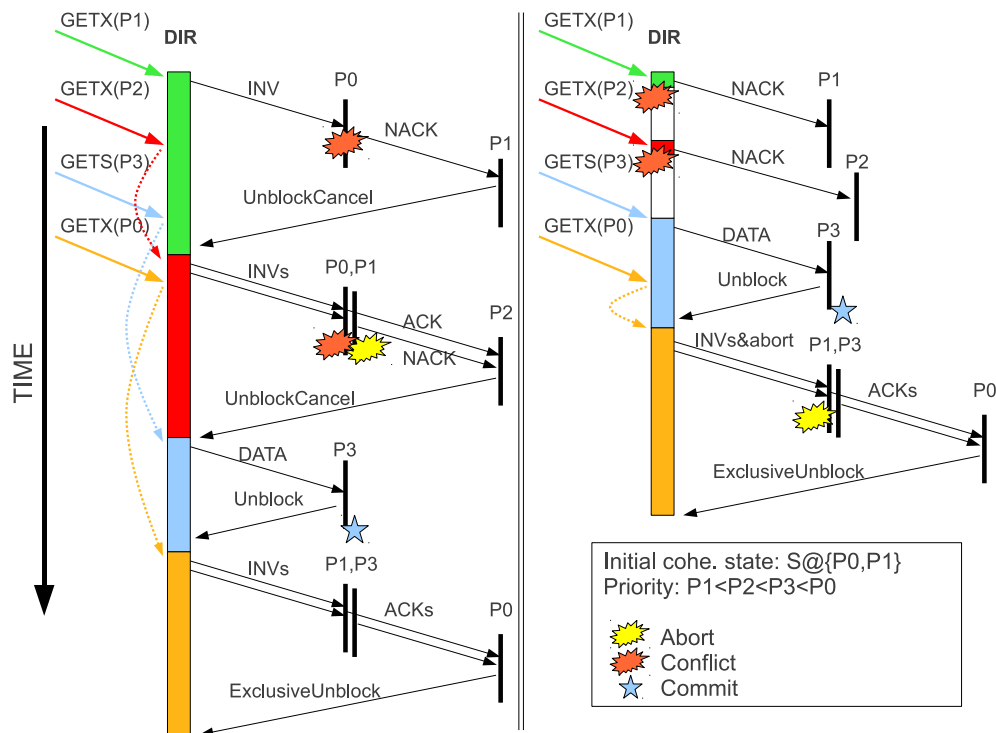 GETX(P1)
DIR
GETX(P2)
INV
P0
NACK
P1
GETS(P3)
UnblockCancel
GETX(P0)
INVs
P0,P1
ACK
P2
NACK
TIME
UnblockCancel
DATA
P3
Unblock
INVs
P1,P3
ACKs
P0
ExclusiveUnblock
GETX(P1)
DIR
P1
NACK
GETX(P2)
NACK
P2
GETS(P3)
P3
GETX(P0)
DATA
Unblock
INVs&abort
P1,P3
ACKs
P0
ExclusiveUnblock
Initial cohe. state: S@{P0,P1}
Priority: P1<P2<P3<P0
Abort
Conflict
Commit